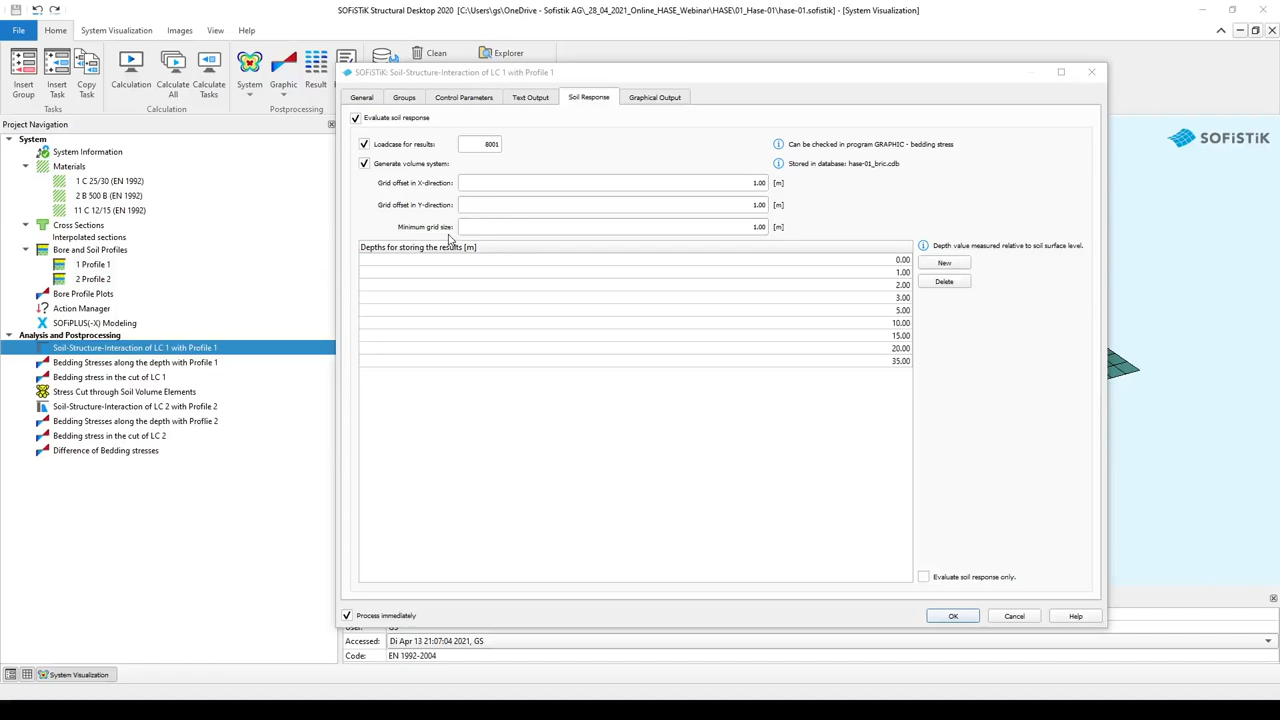 SOFiSTiK Structural Desktop 2020 [C:\Users\gs\OneDrive - Sofistik AG\_28_04_2021_Online_HASE_Webinar\HASE\01_Hase-01\hase-01.sofistik] - [System Visualization]
File
Home
System Visualization
Images
View
Help
Insert Group
Insert Task
Copy Task
Tasks
Calculation
Calculate All
Calculate Tasks
Calculation
System
Graphic
Result
Postprocessing
Clean
Explorer
Project Navigation
System
System Information
Materials
1 C 25/30 (EN 1992)
2 B 500 B (EN 1992)
11 C 12/15 (EN 1992)
Cross Sections
Interpolated sections
Bore and Soil Profiles
1 Profile 1
2 Profile 2
Bore Profile Plots
Action Manager
SOFiPLUS(-X) Modeling
Analysis and Postprocessing
Soil-Structure-Interaction of LC 1 with Profile 1
Bedding Stresses along the depth with Profile 1
Bedding stress in the cut of LC 1
Stress Cut through Soil Volume Elements
Soil-Structure-Interaction of LC 2 with Profile 2
Bedding Stresses along the depth with Proflie 2
Bedding stress in the cut of LC 2
Difference of Bedding stresses
System Visualization
SOFiSTiK: Soil-Structure-Interaction of LC 1 with Profile 1
General
Groups
Control Parameters
Text Output
Soil Response
Graphical Output
Evaluate soil response
Loadcase for results: 8001
Can be checked in program GRAPHIC - bedding stress
Generate volume system:
Stored in database: hase-01_bric.cdb
Grid offset in X-direction: 1.00 [m]
Grid offset in Y-direction: 1.00 [m]
Minimum grid size: 1.00 [m]
Depths for storing the results [m]
0.00
1.00
2.00
3.00
5.00
10.00
15.00
20.00
35.00
Depth value measured relative to soil surface level.
New
Delete
Evaluate soil response only.
Process immediately
OK
Cancel
Help
SOFiSTiK
User: GS
Accessed: Di Apr 13 21:07:04 2021, GS
Code: EN 1992-2004